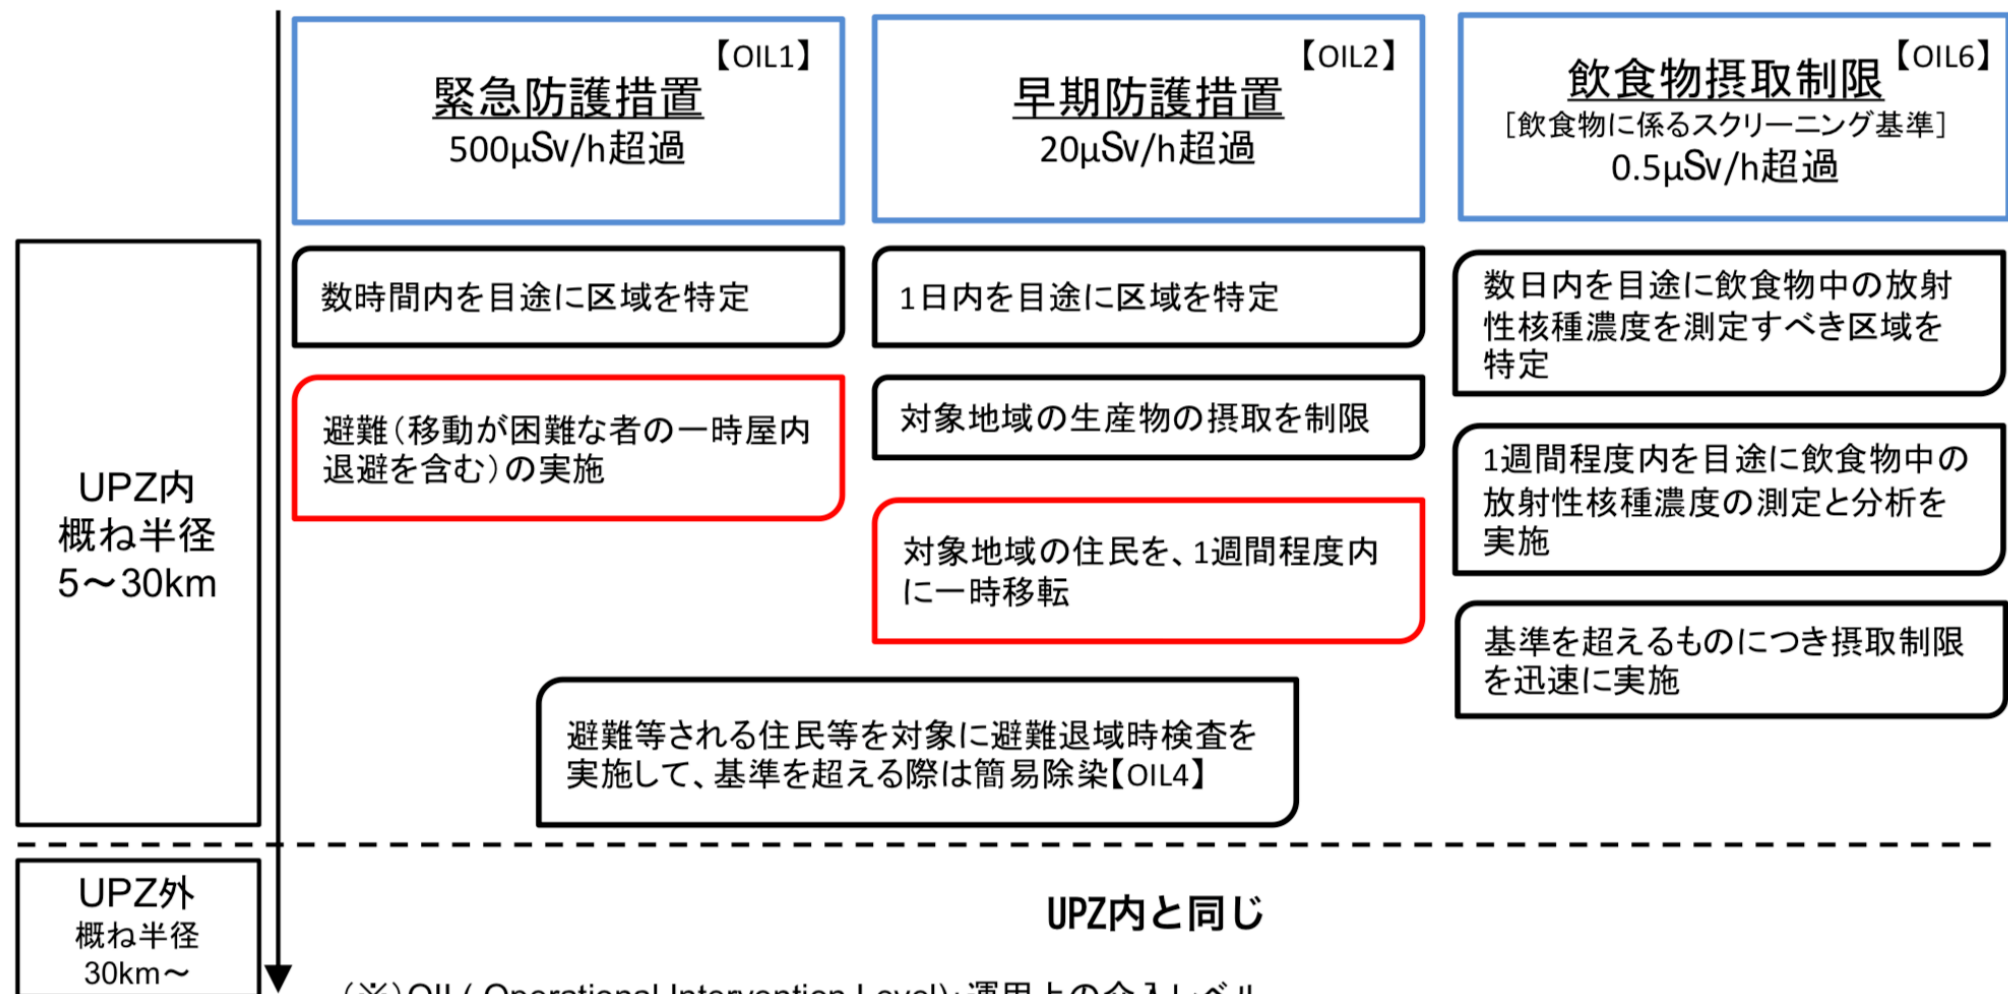 【OIL1】
緊急防護措置
500μSv/h超過
【OIL2】
早期防護措置
20μSv/h超過
【OIL6】
飲食物摂取制限
［飲食物に係るスクリーニング基準］
0.5μSv/h超過
UPZ内
概ね半径
5～30km
数時間内を目途に区域を特定
避難（移動が困難な者の一時屋内
退避を含む）の実施
1日内を目途に区域を特定
対象地域の生産物の摂取を制限
対象地域の住民を、1週間程度内
に一時移転
数日内を目途に飲食物中の放射
性核種濃度を測定すべき区域を
特定
1週間程度内を目途に飲食物中の
放射性核種濃度の測定と分析を
実施
基準を超えるものにつき摂取制限
を迅速に実施
避難等される住民等を対象に避難退域時検査を
実施して、基準を超える際は簡易除染【OIL4】
UPZ外
概ね半径
30km～
UPZ内と同じ
（※）OIL( Operational Intervention Level)：運用上の介入レベル